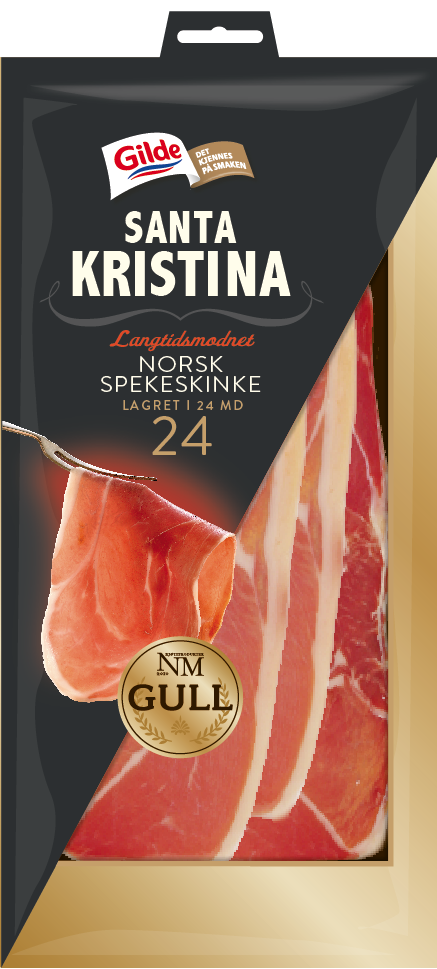 Gilde
DET
KJENNES
PÅ SMAKEN
SANTA
KRISTINA
Langtidsmodnet
NORSK
SPEKESKINKE
LAGRET I 24 MD
24
NM
GULL